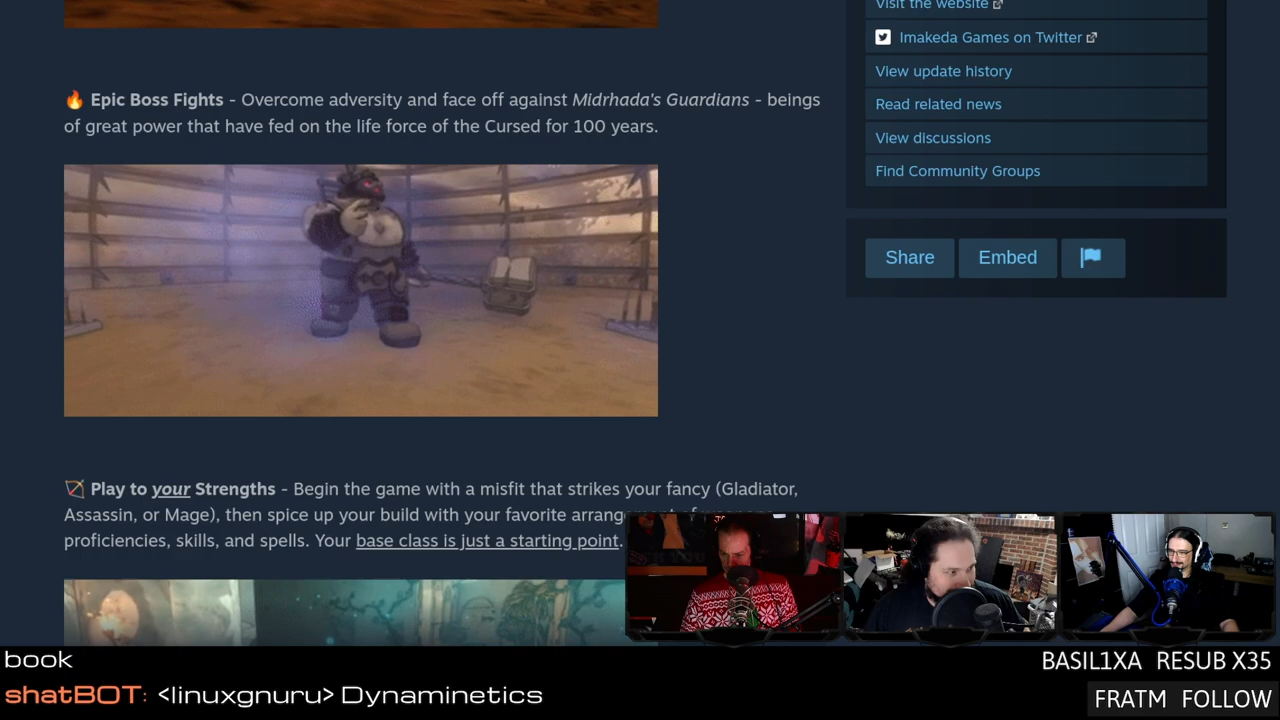 Visit the website
Imakeda Games on Twitter
View update history
Read related news
View discussions
Find Community Groups
Share
Embed
🔥 Epic Boss Fights - Overcome adversity and face off against Midrhada's Guardians - beings
of great power that have fed on the life force of the Cursed for 100 years.
🏹 Play to your Strengths - Begin the game with a misfit that strikes your fancy (Gladiator,
Assassin, or Mage), then spice up your build with your favorite
proficiencies, skills, and spells. Your base class is just a starting point.
book
shatBOT: <linuxgnuru> Dynaminetics
BASIL1XA RESUB X35
FRATM FOLLOW